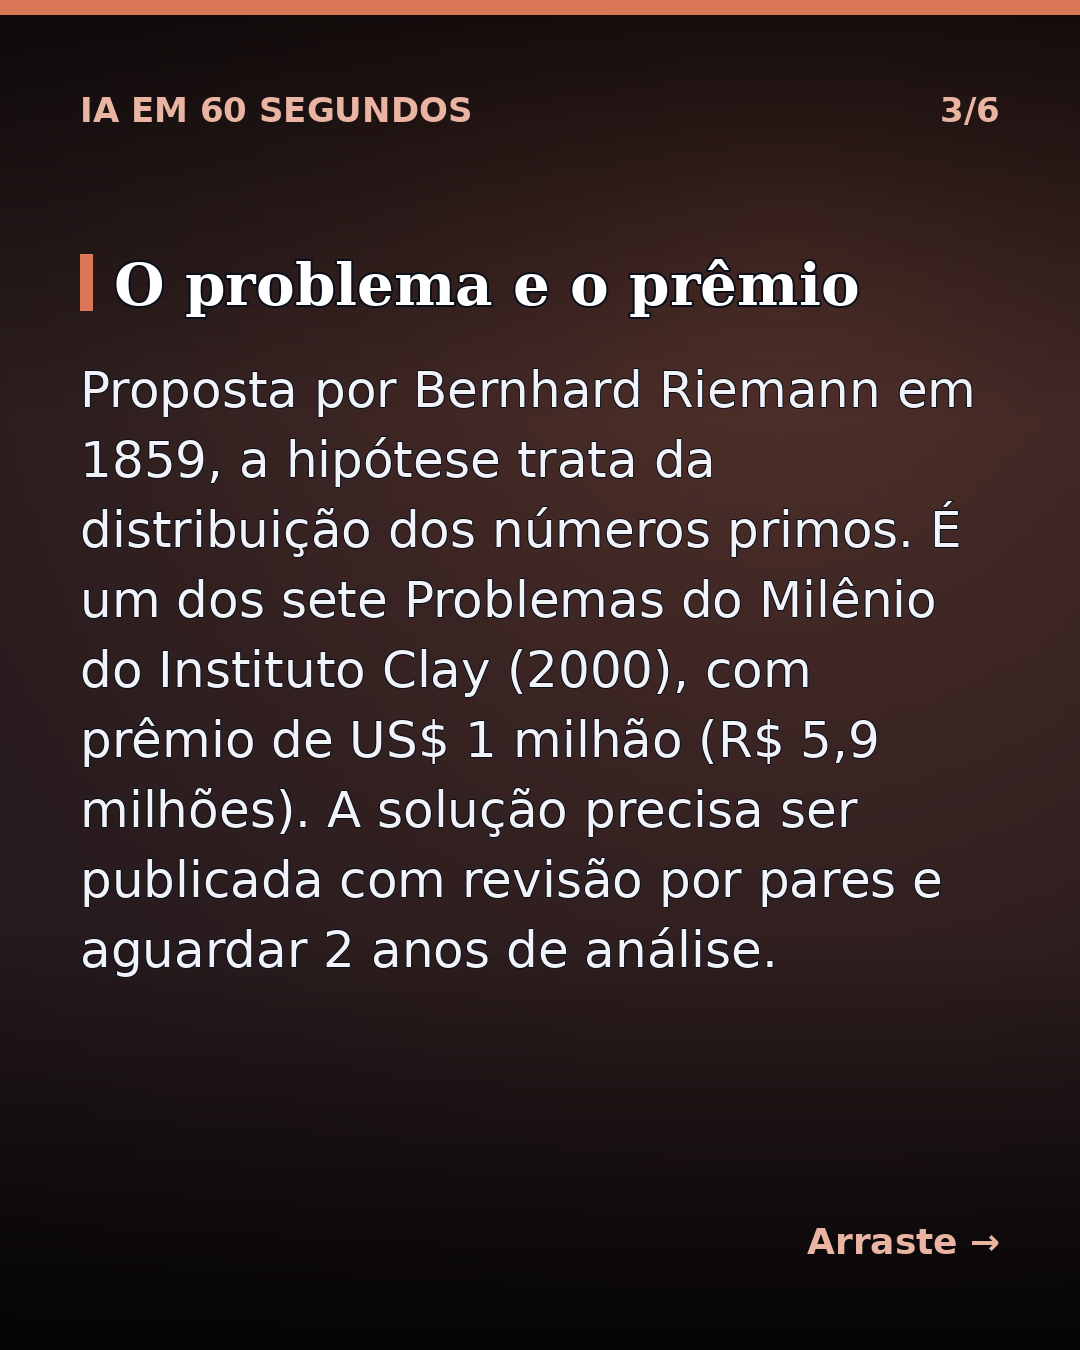 IA EM 60 SEGUNDOS
3/6
O problema e o prêmio
Proposta por Bernhard Riemann em
1859, a hipótese trata da
distribuição dos números primos. É
um dos sete Problemas do Milênio
do Instituto Clay (2000), com
prêmio de US$ 1 milhão (R$ 5,9
milhões). A solução precisa ser
publicada com revisão por pares e
aguardar 2 anos de análise.
Arraste →